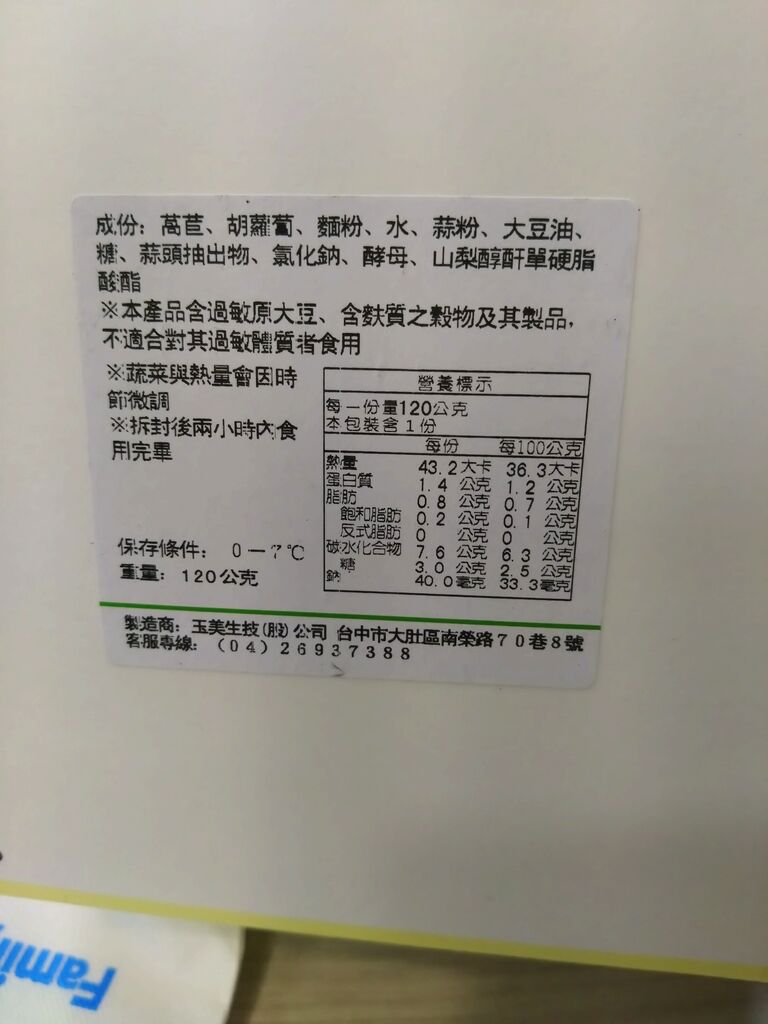 成份：萵苣、胡蘿蔔、麵粉、水、蒜粉、大豆油、
糖、蒜頭抽出物、氯化鈉、酵母、山梨醇酐單硬脂
酸酯
※本產品含過敏原大豆、含麩質之穀物及其製品，
不適合對其過敏體質者食用
※蔬菜與熱量會因時
節微調
※拆封後兩小時內食
用完畢
保存條件： 0－7℃
重量：120公克
營養標示
每一份量120公克
本包裝含1份
每份 每100公克
熱量 43.2大卡 36.3大卡
蛋白質 1.4 公克 1.2 公克
脂肪 0.8 公克 0.7 公克
飽和脂肪 0.2 公克 0.1 公克
反式脂肪 0 公克 0 公克
碳水化合物 7.6 公克 6.3 公克
糖 3.0 公克 2.5 公克
鈉 40.0毫克 33.3毫克
製造商：玉美生技(股)公司 台中市大肚區南榮路70巷8號
客服專線：(04)26937388
Fami